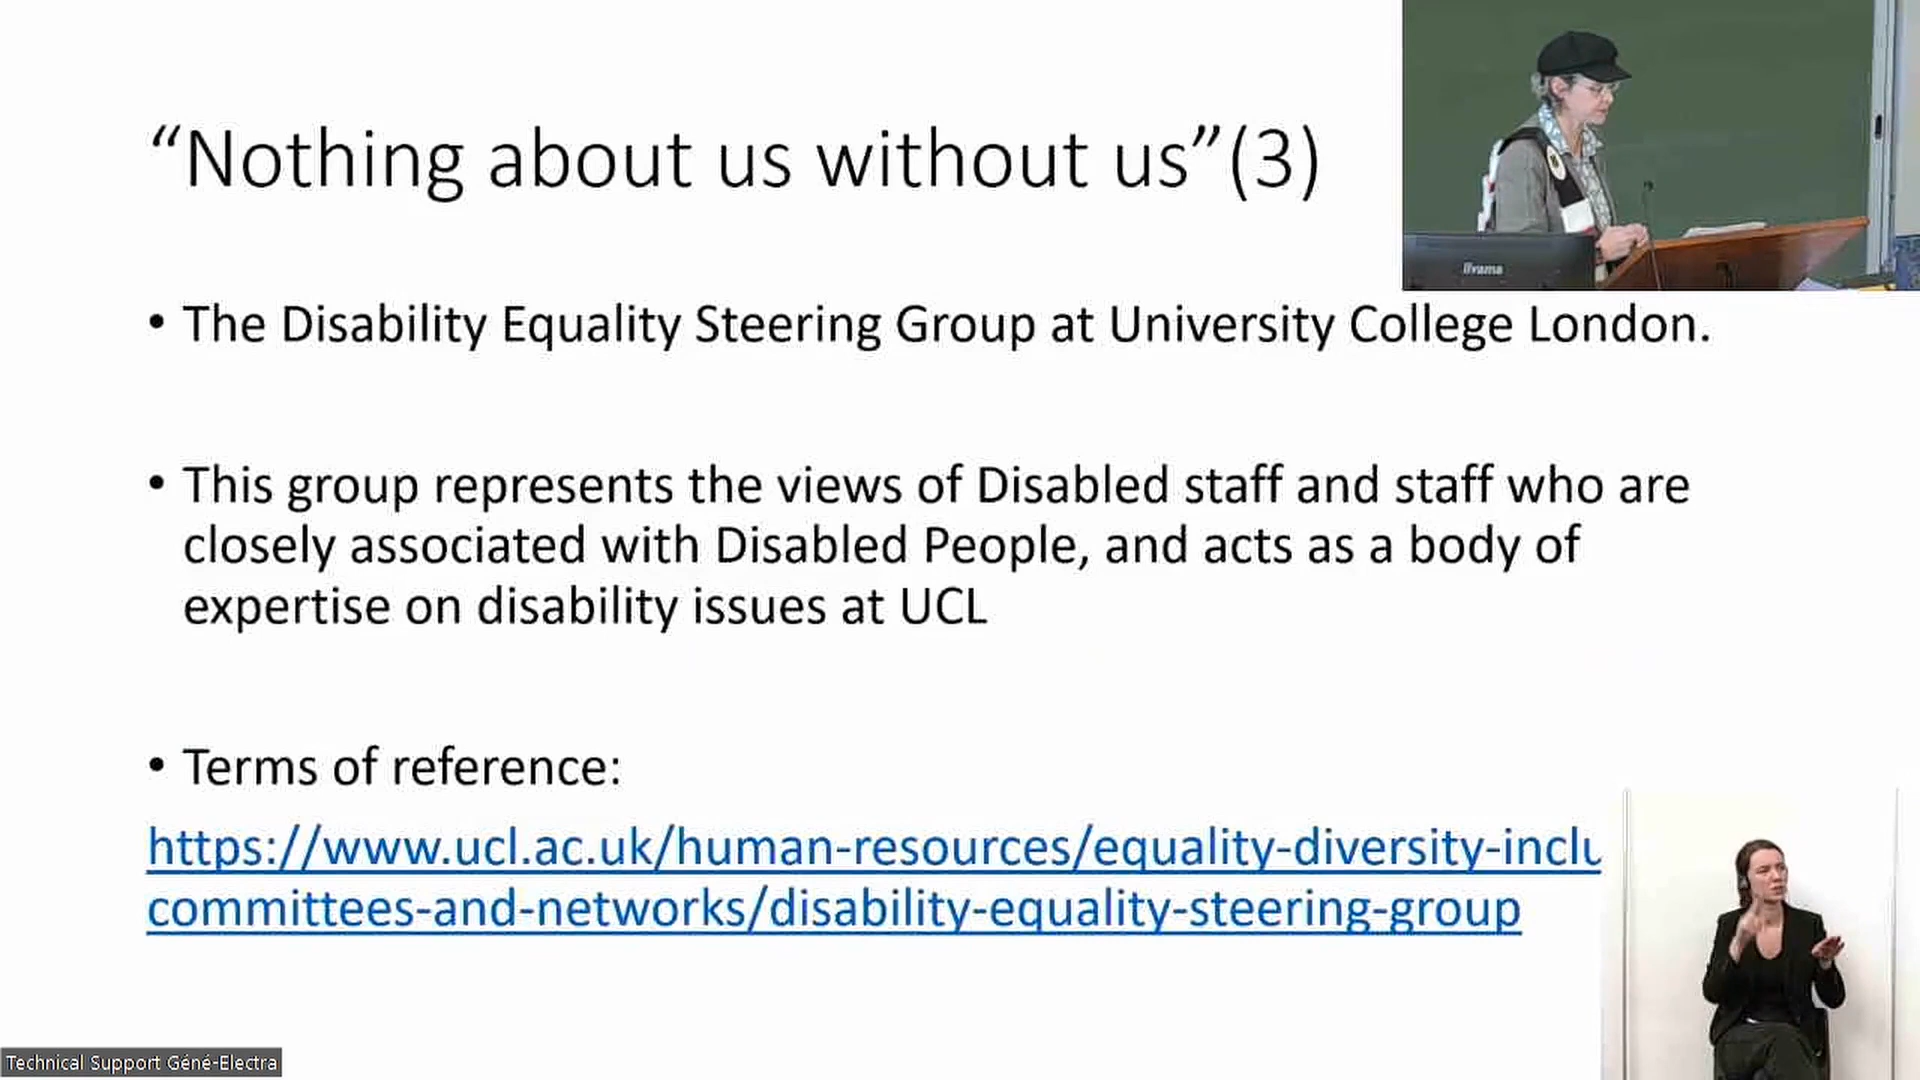 “Nothing about us without us”(3)
• The Disability Equality Steering Group at University College London.
• This group represents the views of Disabled staff and staff who are
closely associated with Disabled People, and acts as a body of
expertise on disability issues at UCL
• Terms of reference:
https://www.ucl.ac.uk/human-resources/equality-diversity-inclu
committees-and-networks/disability-equality-steering-group
iiyama
Technical Support Géné-Electra